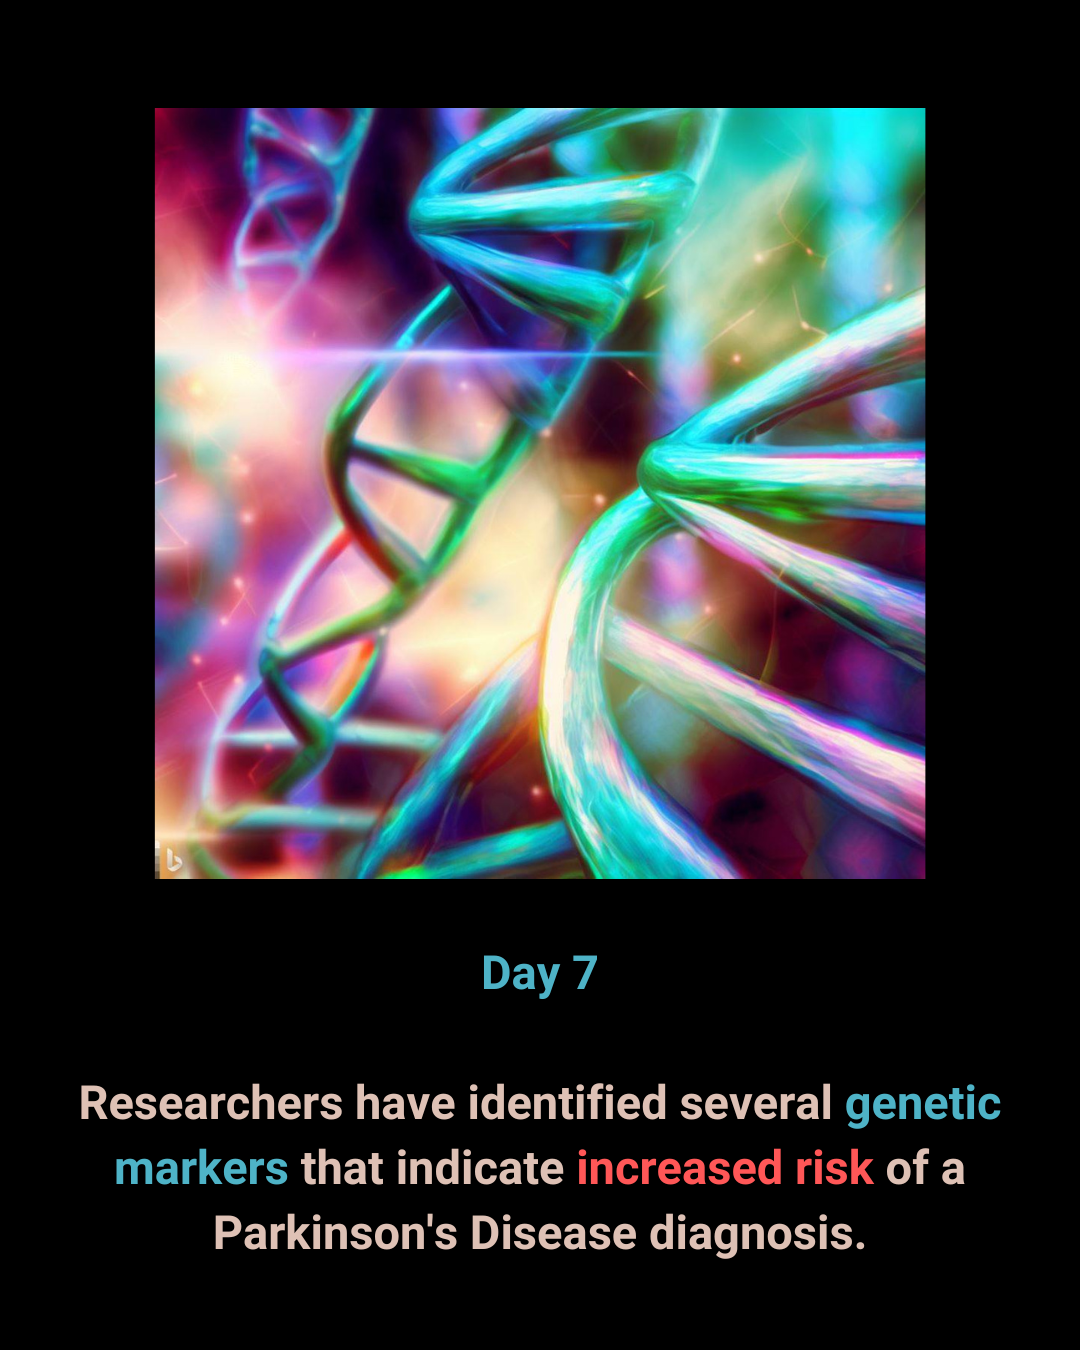 Day 7
Researchers have identified several genetic
markers that indicate increased risk of a
Parkinson's Disease diagnosis.